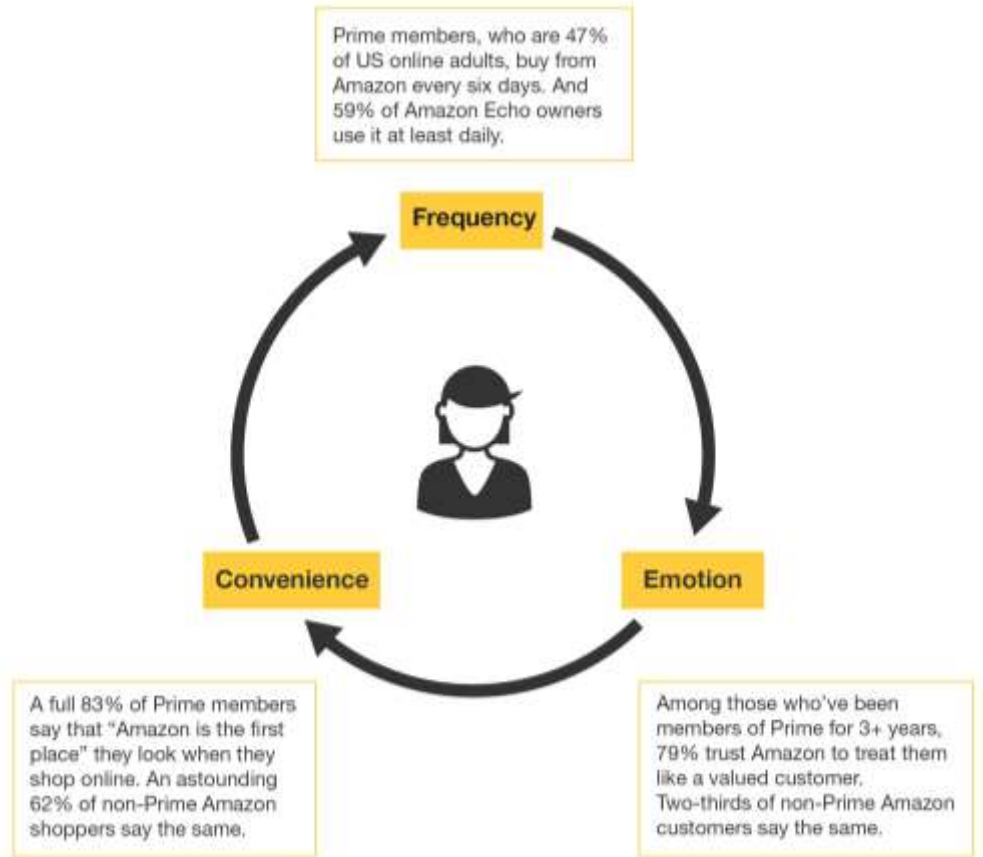 Prime members, who are 47%
of US online adults, buy from
Amazon every six days. And
59% of Amazon Echo owners
use it at least daily.
Frequency
Convenience
Emotion
A full 83% of Prime members
say that “Amazon is the first
place” they look when they
shop online. An astounding
62% of non-Prime Amazon
shoppers say the same.
Among those who’ve been
members of Prime for 3+ years,
79% trust Amazon to treat them
like a valued customer.
Two-thirds of non-Prime Amazon
customers say the same.